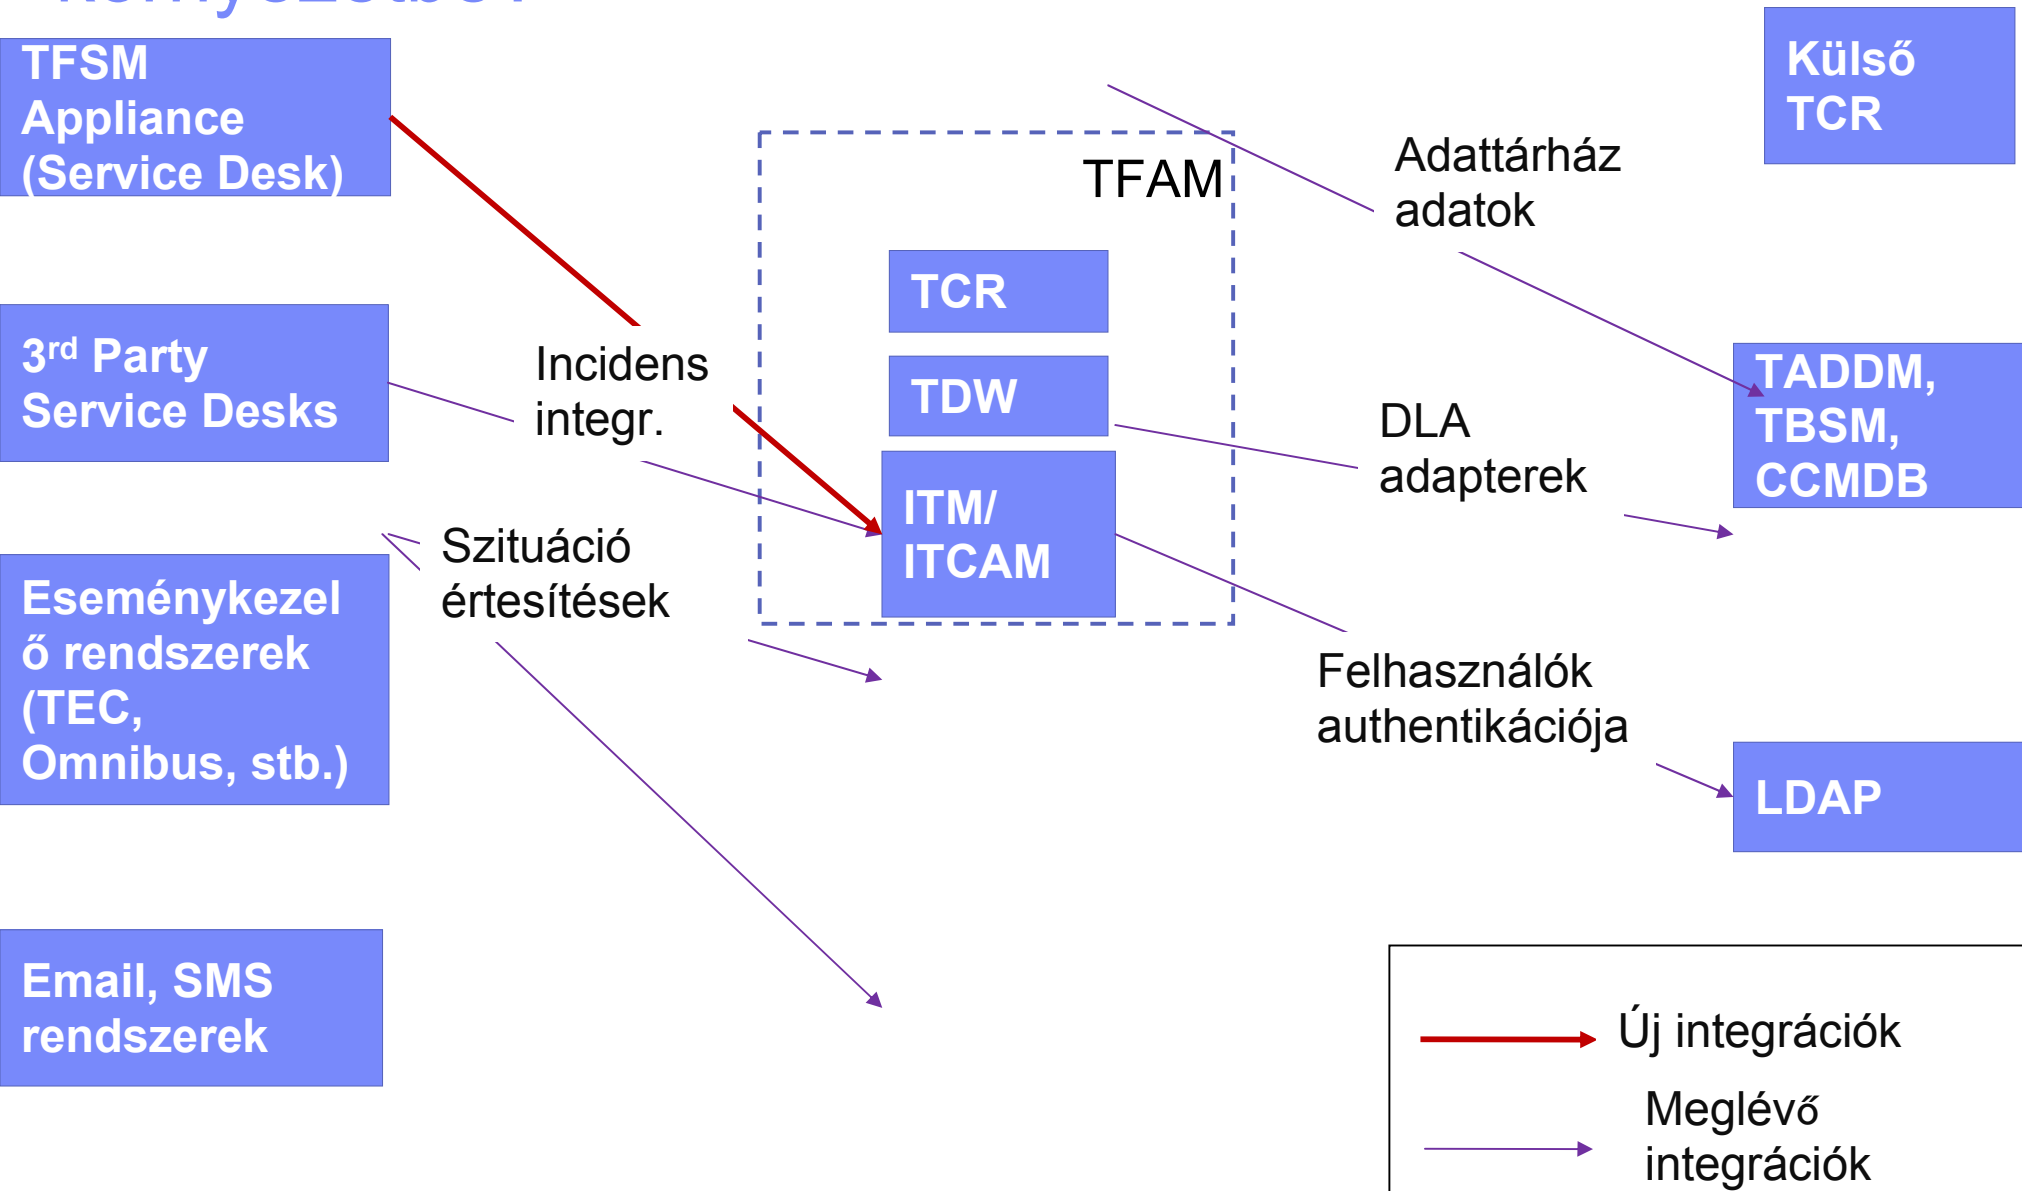 TFSM
Appliance
(Service Desk)
Külső
TCR
Adattárház
adatok
TFAM
TCR
3rd Party
Service Desks
Incidens
integr.
TDW
TADDM,
TBSM,
CCMDB
DLA
adapterek
ITM/
ITCAM
Szituáció
értesítések
Eseménykezel
ő rendszerek
(TEC,
Omnibus, stb.)
Felhasználók
authentikációja
LDAP
Email, SMS
rendszerek
Új integrációk
Meglévő
integrációk